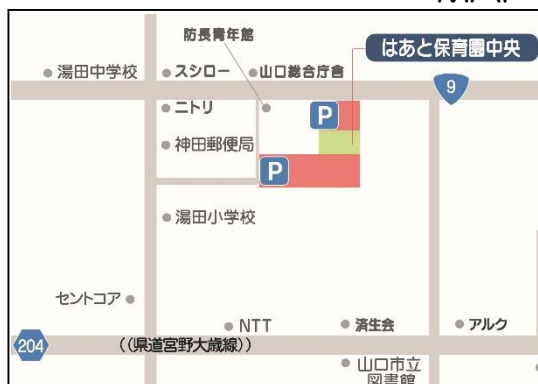 防長青年館
はあと保育園中央
湯田中学校
スシロー
山口総合庁舎
9
ニトリ
P
神田郵便局
P
湯田小学校
セントコア
NTT
済生会
アルク
204
((県道宮野大歳線))
山口市立
図書館